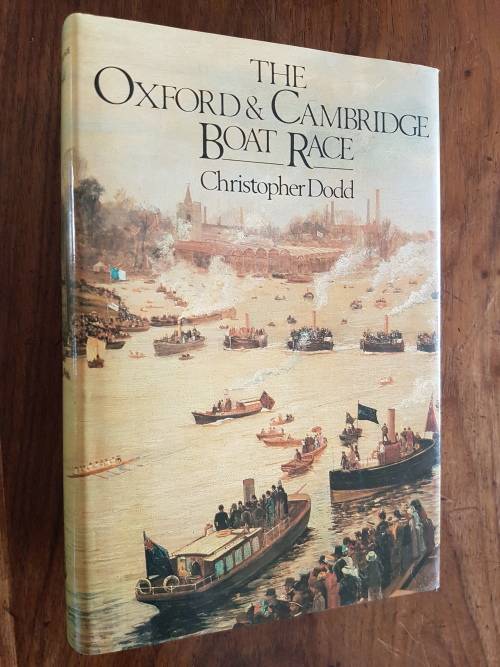 THE
OXFORD & CAMBRIDGE
BOAT RACE
Christopher Dodd